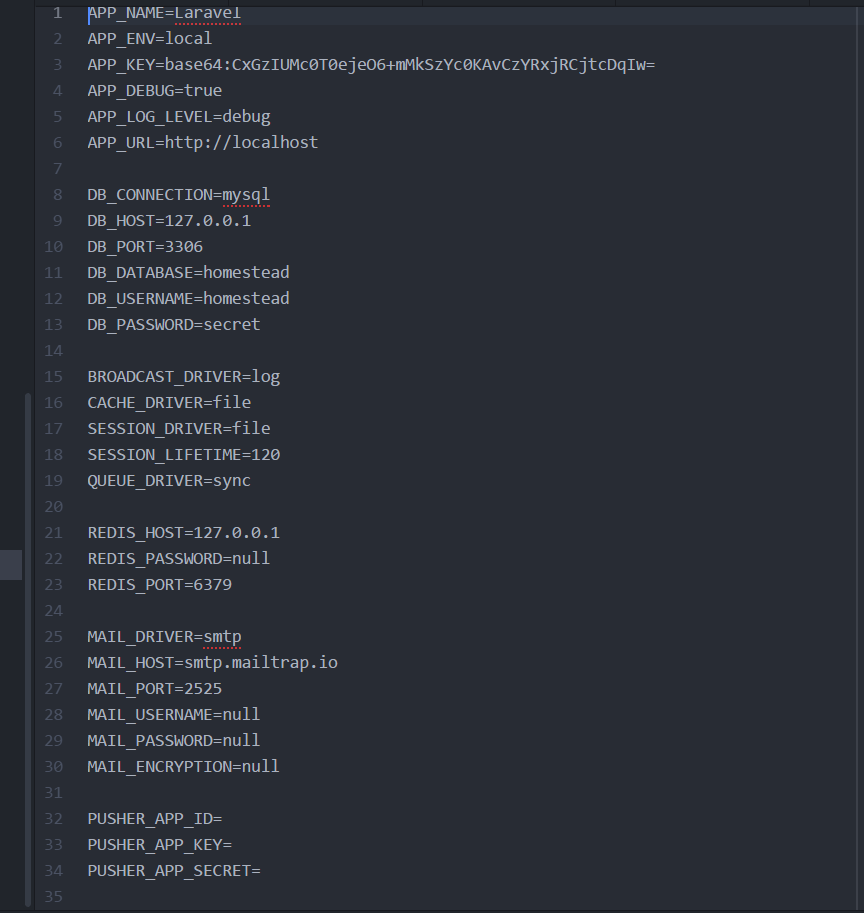 1 APP_NAME=Laravel
2 APP_ENV=local
3 APP_KEY=base64:CxGzIUMc0T0ejeO6+mMkSzYc0KAvCzYRxjRCjtcDqIw=
4 APP_DEBUG=true
5 APP_LOG_LEVEL=debug
6 APP_URL=http://localhost
7
8 DB_CONNECTION=mysql
9 DB_HOST=127.0.0.1
10 DB_PORT=3306
11 DB_DATABASE=homestead
12 DB_USERNAME=homestead
13 DB_PASSWORD=secret
14
15 BROADCAST_DRIVER=log
16 CACHE_DRIVER=file
17 SESSION_DRIVER=file
18 SESSION_LIFETIME=120
19 QUEUE_DRIVER=sync
20
21 REDIS_HOST=127.0.0.1
22 REDIS_PASSWORD=null
23 REDIS_PORT=6379
24
25 MAIL_DRIVER=smtp
26 MAIL_HOST=smtp.mailtrap.io
27 MAIL_PORT=2525
28 MAIL_USERNAME=null
29 MAIL_PASSWORD=null
30 MAIL_ENCRYPTION=null
31
32 PUSHER_APP_ID=
33 PUSHER_APP_KEY=
34 PUSHER_APP_SECRET=
35